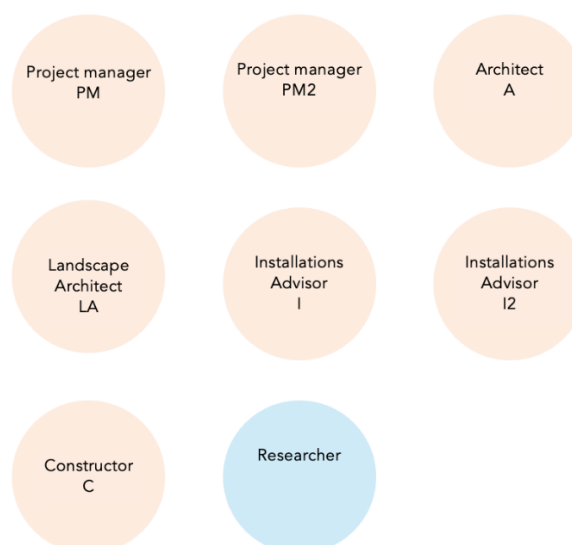 Project manager
PM
Project manager
PM2
Architect
A
Landscape
Architect
LA
Installations
Advisor
I
Installations
Advisor
I2
Constructor
C
Researcher